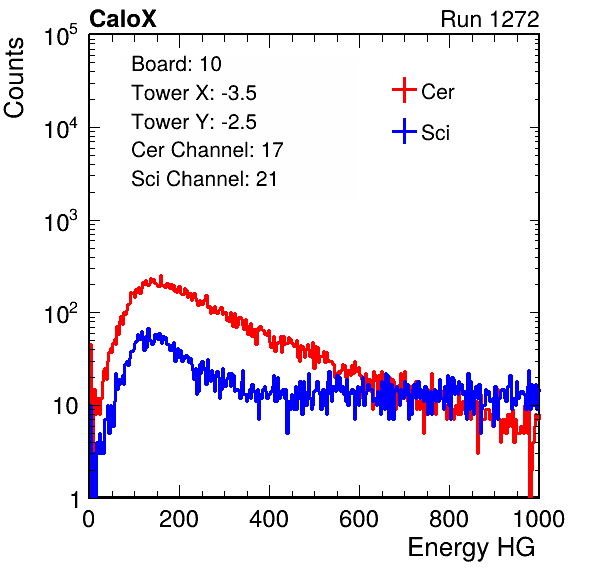 CaloX Run 1272
Counts
Board: 10
Tower X: -3.5
Tower Y: -2.5
Cer Channel: 17
Sci Channel: 21
Cer
Sci
10^5
10^4
10^3
10^2
10
1
0 200 400 600 800 1000
Energy HG